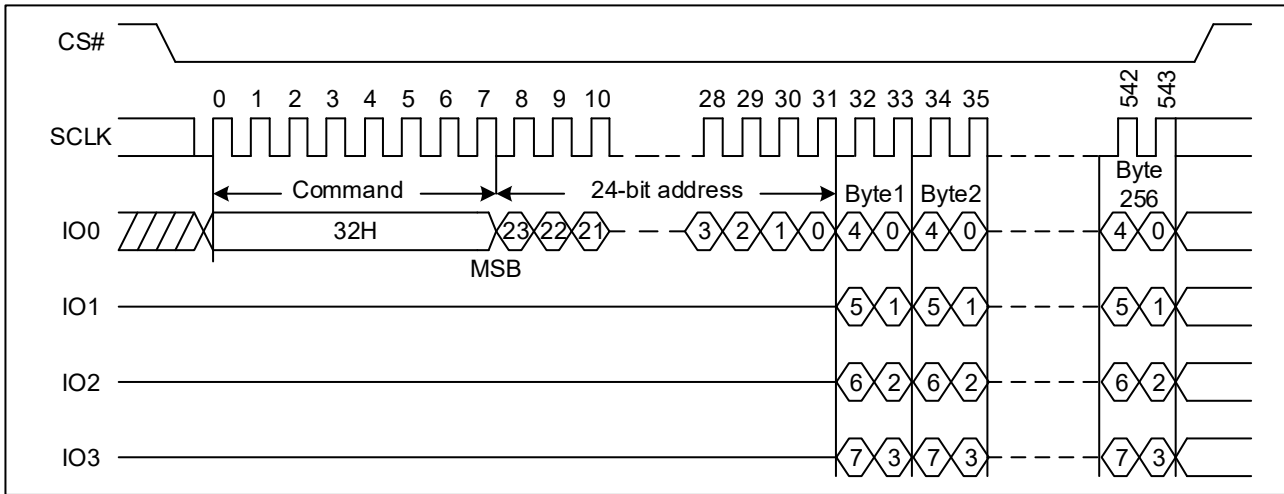 CS#
542 543
0 1 2 3 4 5 6 7 8 9 10 28 29 30 31 32 33 34 35
SCLK
Command 24-bit address Byte1 Byte2 Byte
256
IO0 32H 23 22 21 3 2 1 0 4 0 4 0 4 0
MSB
IO1 5 1 5 1 5 1
IO2 6 2 6 2 6 2
IO3 7 3 7 3 7 3